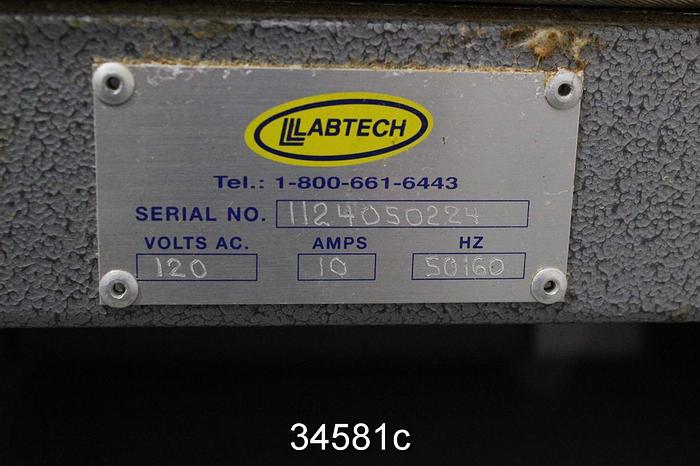 LABTECH
Tel.: 1-800-661-6443
SERIAL NO. 1124050224
VOLTS AC. AMPS HZ
120 10 50160
34581c